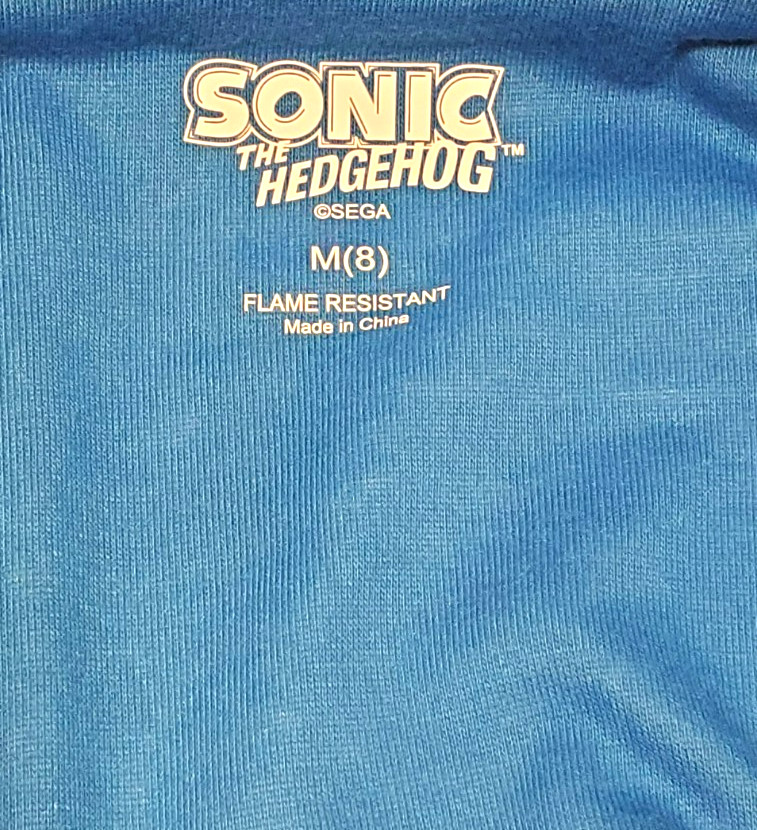 SONIC
THE
HEDGEHOG™
©SEGA
M(8)
FLAME RESISTANT
Made in China